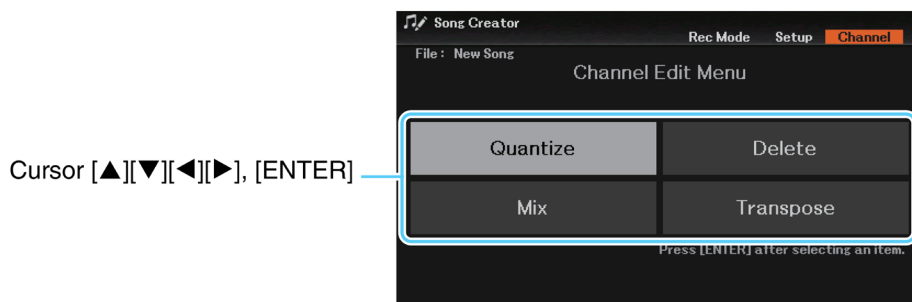 Song Creator
Rec Mode Setup Channel
File : New Song
Channel Edit Menu
Quantize Delete
Cursor [▲][▼][◀][▶], [ENTER]
Mix Transpose
Press [ENTER] after selecting an item.